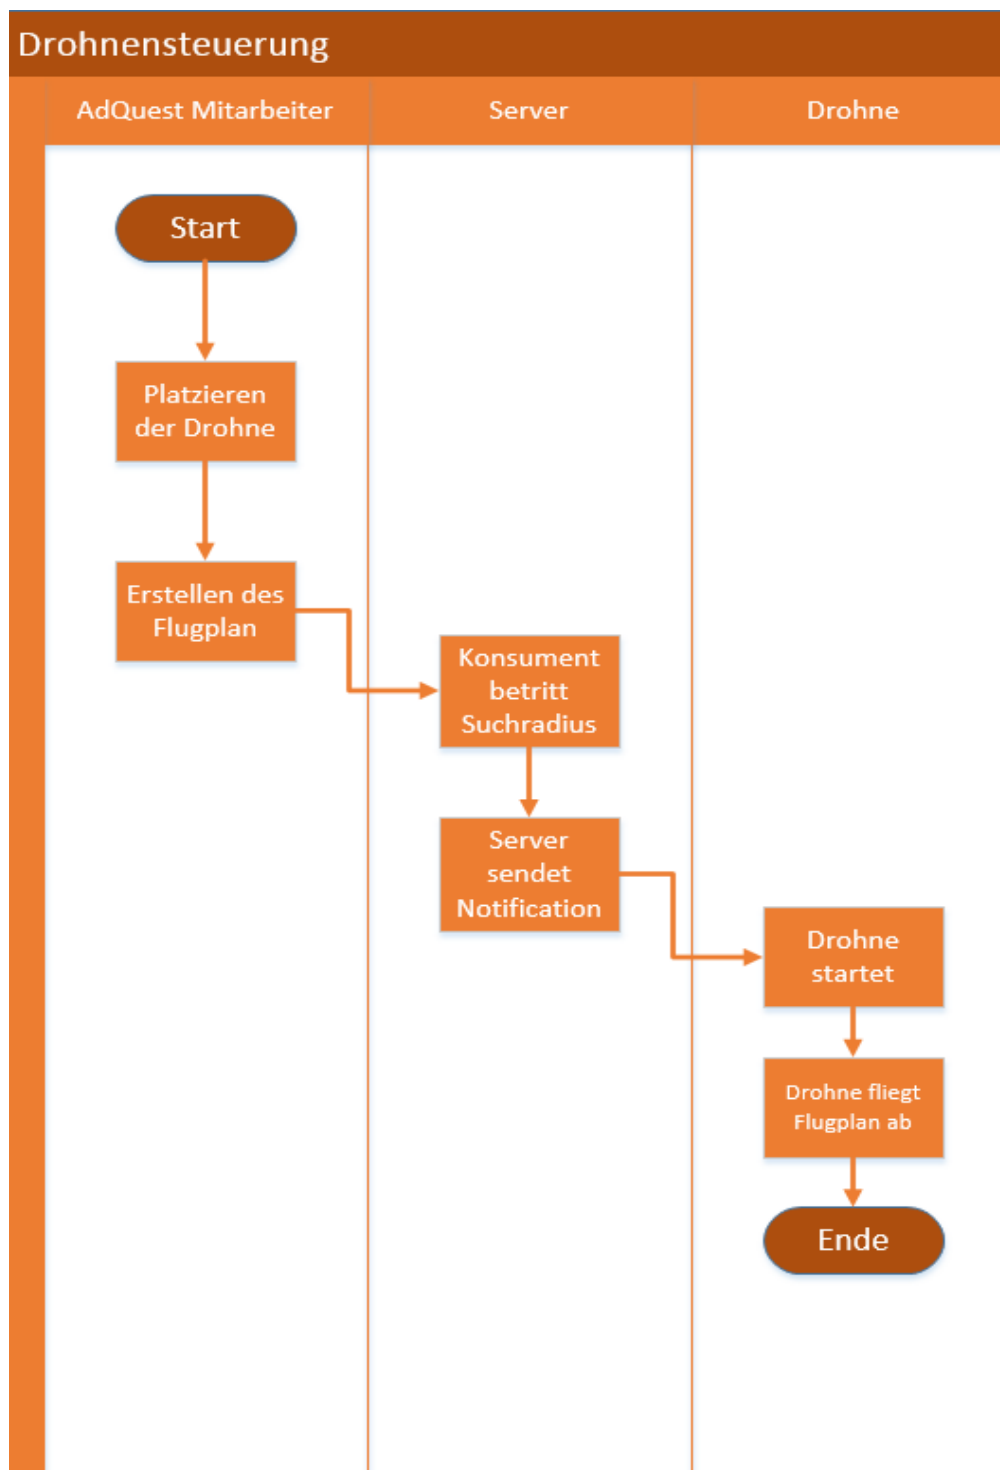 Drohnensteuerung
AdQuest Mitarbeiter
Server
Drohne
Start
Platzieren
der Drohne
Erstellen des
Flugplan
Konsument
betritt
Suchradius
Server
sendet
Notification
Drohne
startet
Drohne fliegt
Flugplan ab
Ende